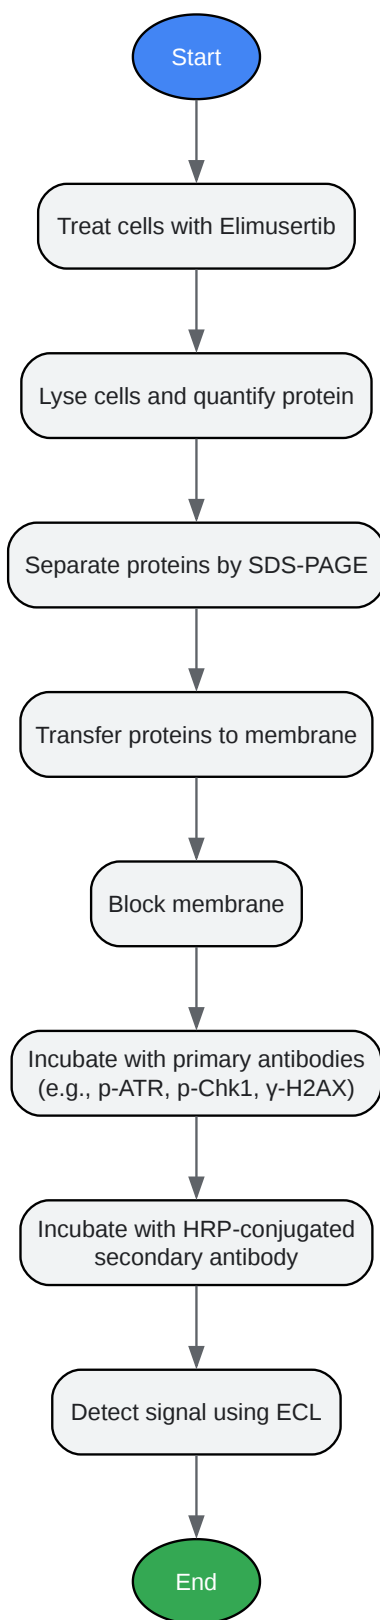 Start
Treat cells with Elimusertib
Lyse cells and quantify protein
Separate proteins by SDS-PAGE
Transfer proteins to membrane
Block membrane
Incubate with primary antibodies
(e.g., p-ATR, p-Chk1, γ-H2AX)
Incubate with HRP-conjugated
secondary antibody
Detect signal using ECL
End